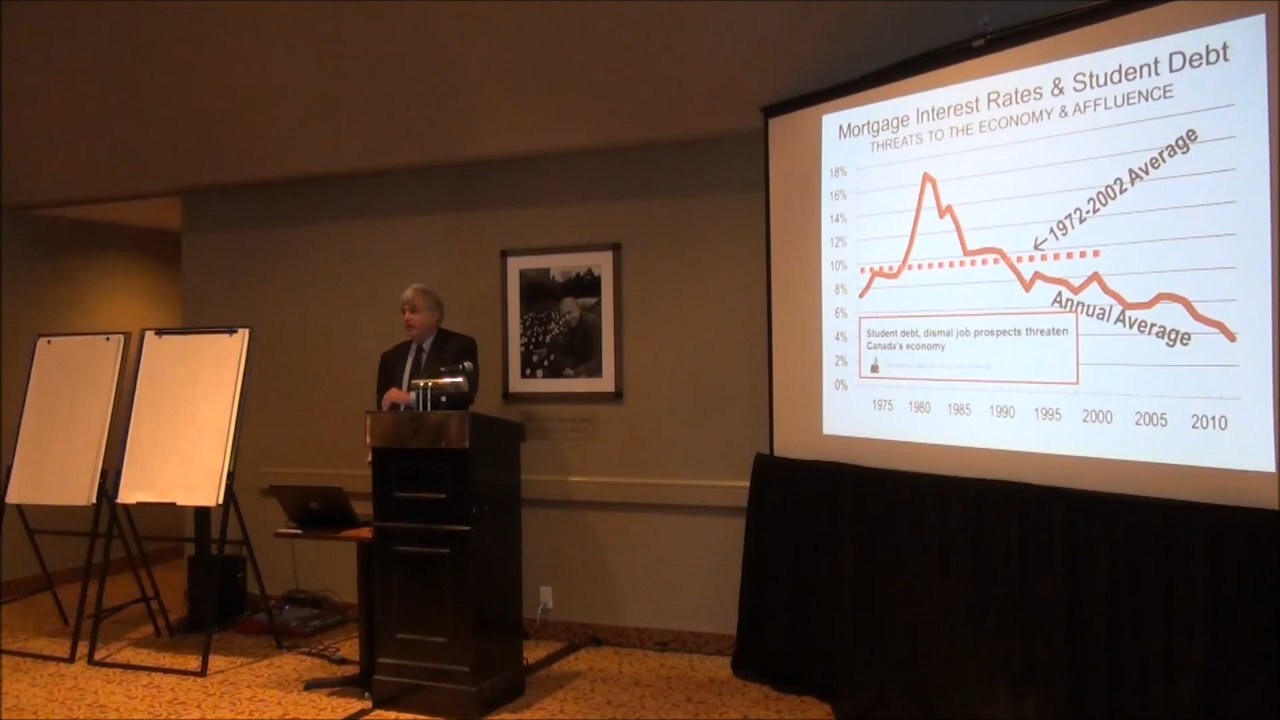 Mortgage Interest Rates & Student Debt
THREATS TO THE ECONOMY & AFFLUENCE
18%
16%
14%
12%
10%
8%
6%
4%
2%
0%
←1972-2002 Average
Annual Average
Student debt, dismal job prospects threaten
Canada's economy
1975 1980 1985 1990 1995 2000 2005 2010